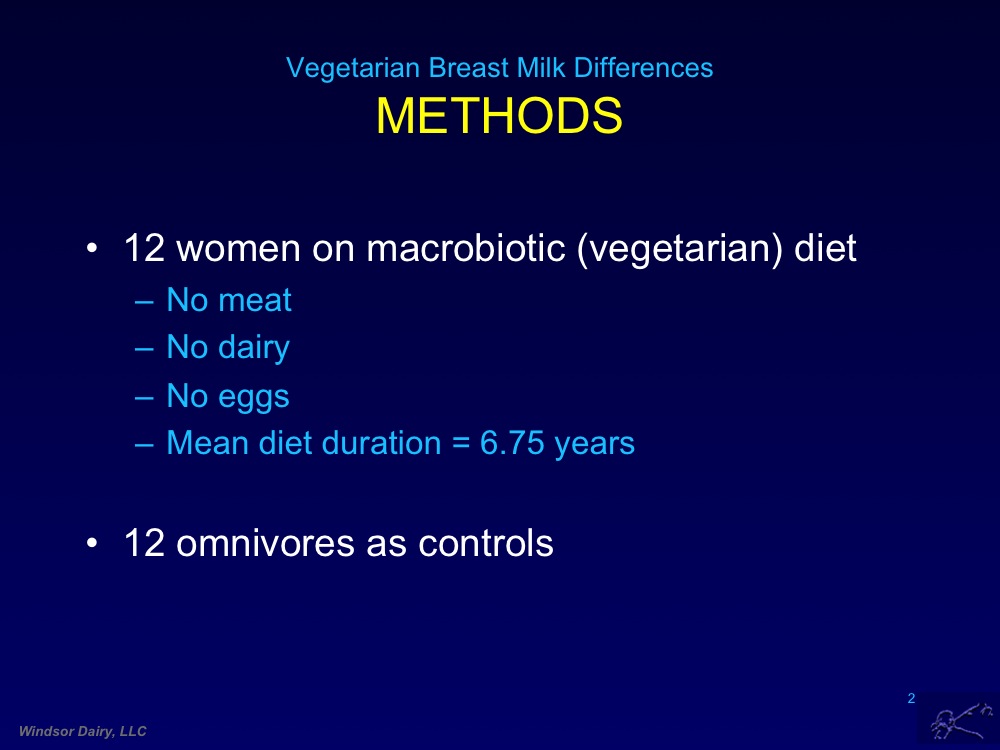 Vegetarian Breast Milk Differences
METHODS
• 12 women on macrobiotic (vegetarian) diet
– No meat
– No dairy
– No eggs
– Mean diet duration = 6.75 years
• 12 omnivores as controls
2
Windsor Dairy, LLC